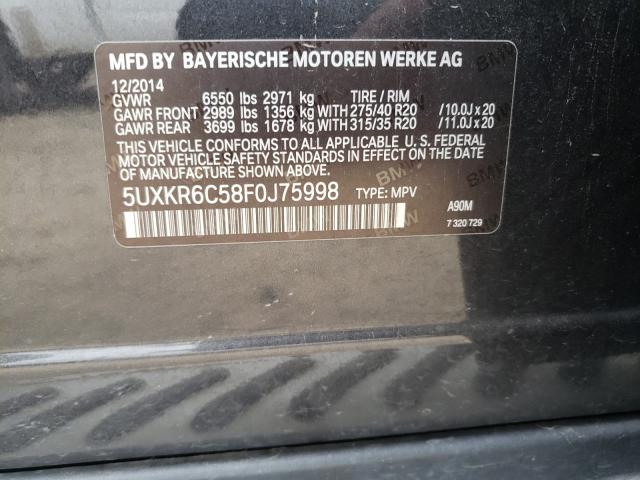 MFD BY BAYERISCHE MOTOREN WERKE AG
12/2014
GVWR 6550 lbs 2971 kg TIRE / RIM
GAWR FRONT 2989 lbs 1356 kg WITH 275/40 R20 /10.0J x 20
GAWR REAR 3699 lbs 1678 kg WITH 315/35 R20 /11.0J x 20
THIS VEHICLE CONFORMS TO ALL APPLICABLE U. S. FEDERAL
MOTOR VEHICLE SAFETY STANDARDS IN EFFECT ON THE DATE
OF MANUFACTURE SHOWN ABOVE.
5UXKR6C58F0J75998 TYPE: MPV
A90M
7 320 729